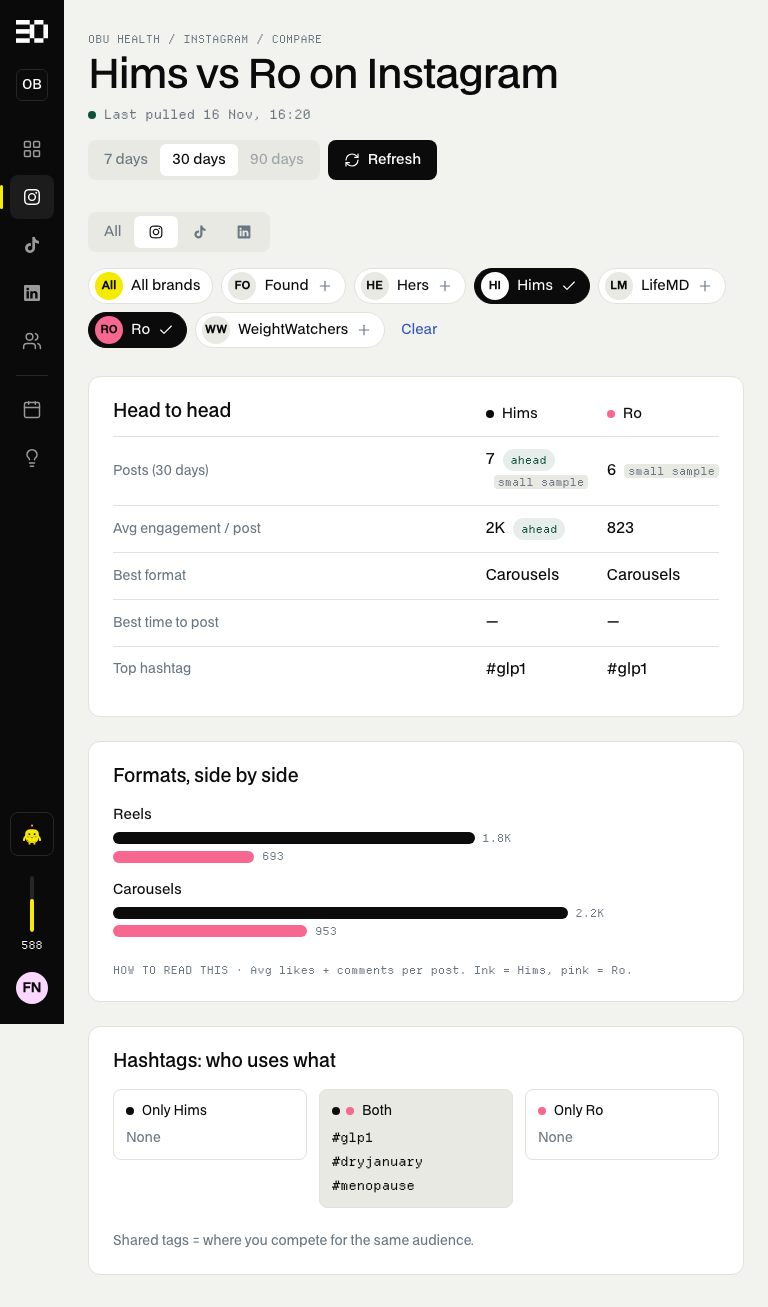 OBU HEALTH / INSTAGRAM / COMPARE
OB
Hims vs Ro on Instagram
Last pulled 16 Nov, 16:20
7 days 30 days 90 days Refresh
All
All All brands FO Found + HE Hers + HI Hims LM LifeMD +
RO Ro WW WeightWatchers + Clear
Head to head Hims Ro
Posts (30 days) 7 ahead small sample 6 small sample
Avg engagement / post 2K ahead 823
Best format Carousels Carousels
Best time to post — —
Top hashtag #glp1 #glp1
Formats, side by side
Reels
1.8K
693
Carousels
2.2K
953
HOW TO READ THIS · Avg likes + comments per post. Ink = Hims, pink = Ro.
588
FN
Hashtags: who uses what
Only Hims
None
Both
#glp1
#dryjanuary
#menopause
Only Ro
None
Shared tags = where you compete for the same audience.